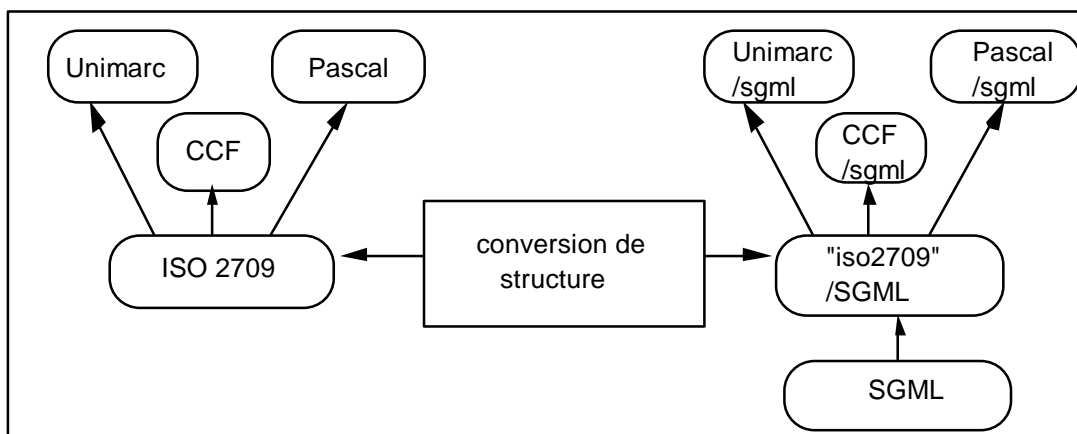 Unimarc
Pascal
CCF
ISO 2709
conversion de
structure
Unimarc
/sgml
Pascal
/sgml
CCF
/sgml
"iso2709"
/SGML
SGML